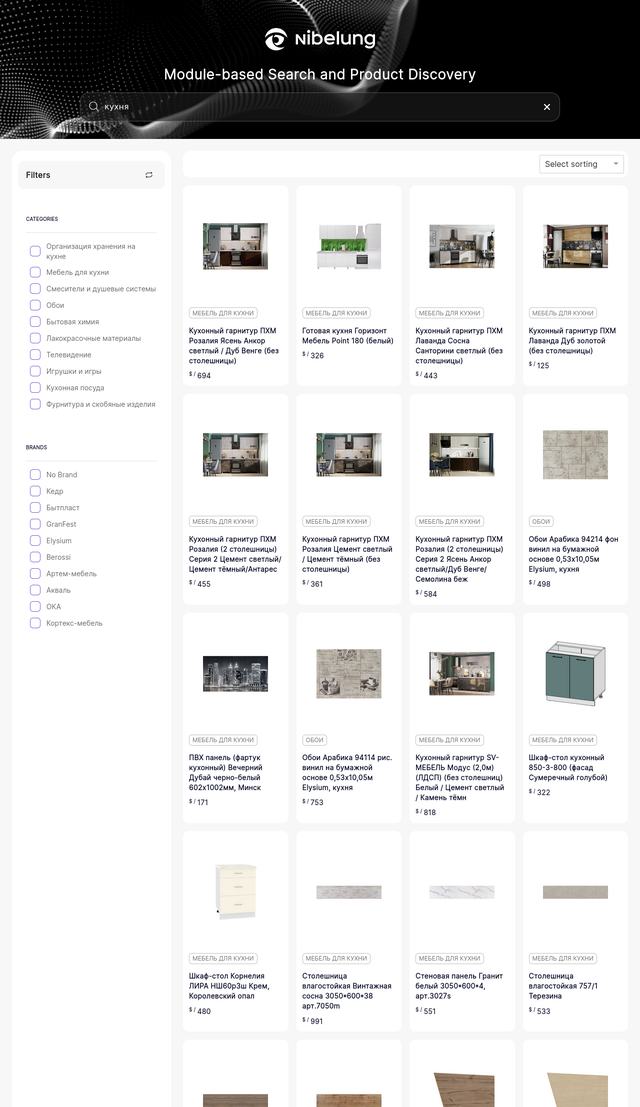 Nibelung
Module-based Search and Product Discovery
кухня
Filters
CATEGORIES
Организация хранения на
кухне
Мебель для кухни
Смесители и душевые системы
Обои
Бытовая химия
Лакокрасочные материалы
Телевидение
Игрушки и игры
Кухонная посуда
Фурнитура и скобяные изделия
BRANDS
No Brand
Кедр
Бытпласт
GranFest
Elysium
Berossi
Артем-мебель
Акваль
ОКА
Кортекс-мебель
Select sorting
МЕБЕЛЬ ДЛЯ КУХНИ
Кухонный гарнитур ПХМ
Розалия Ясень Анкор
светлый / Дуб Венге (без
столешницы)
$ / 694
МЕБЕЛЬ ДЛЯ КУХНИ
Готовая кухня Горизонт
Мебель Point 180 (белый)
$ / 326
МЕБЕЛЬ ДЛЯ КУХНИ
Кухонный гарнитур ПХМ
Лаванда Сосна
Санторини светлый (без
столешницы)
$ / 443
МЕБЕЛЬ ДЛЯ КУХНИ
Кухонный гарнитур ПХМ
Лаванда Дуб золотой
(без столешницы)
$ / 125
МЕБЕЛЬ ДЛЯ КУХНИ
Кухонный гарнитур ПХМ
Розалия (2 столешницы)
Серия 2 Цемент светлый/
Цемент тёмный/Антарес
$ / 455
МЕБЕЛЬ ДЛЯ КУХНИ
Кухонный гарнитур ПХМ
Розалия Цемент светлый
/ Цемент тёмный (без
столешницы)
$ / 361
МЕБЕЛЬ ДЛЯ КУХНИ
Кухонный гарнитур ПХМ
Розалия (2 столешницы)
Серия 2 Ясень Анкор
светлый/Дуб Венге/
Семолина беж
$ / 584
ОБОИ
Обои Арабика 94214 фон
винил на бумажной
основе 0,53х10,05м
Elysium, кухня
$ / 498
МЕБЕЛЬ ДЛЯ КУХНИ
ПВХ панель (фартук
кухонный) Вечерний
Дубай черно-белый
602х1002мм, Минск
$ / 171
ОБОИ
Обои Арабика 94114 рис.
винил на бумажной
основе 0,53х10,05м
Elysium, кухня
$ / 753
МЕБЕЛЬ ДЛЯ КУХНИ
Кухонный гарнитур SV-
МЕБЕЛЬ Модус (2,0м)
(ЛДСП) (без столешниц)
Белый / Цемент светлый
/ Камень тёмн
$ / 818
МЕБЕЛЬ ДЛЯ КУХНИ
Шкаф-стол кухонный
850-3-800 (фасад
Сумеречный голубой)
$ / 322
МЕБЕЛЬ ДЛЯ КУХНИ
Шкаф-стол Корнелия
ЛИРА НШ60р3ш Крем,
Королевский опал
$ / 480
МЕБЕЛЬ ДЛЯ КУХНИ
Столешница
влагостойкая Винтажная
сосна 3050*600*38
арт.7050m
$ / 991
МЕБЕЛЬ ДЛЯ КУХНИ
Стеновая панель Гранит
белый 3050*600*4,
арт.3027s
$ / 551
МЕБЕЛЬ ДЛЯ КУХНИ
Столешница
влагостойкая 757/1
Терезина
$ / 533